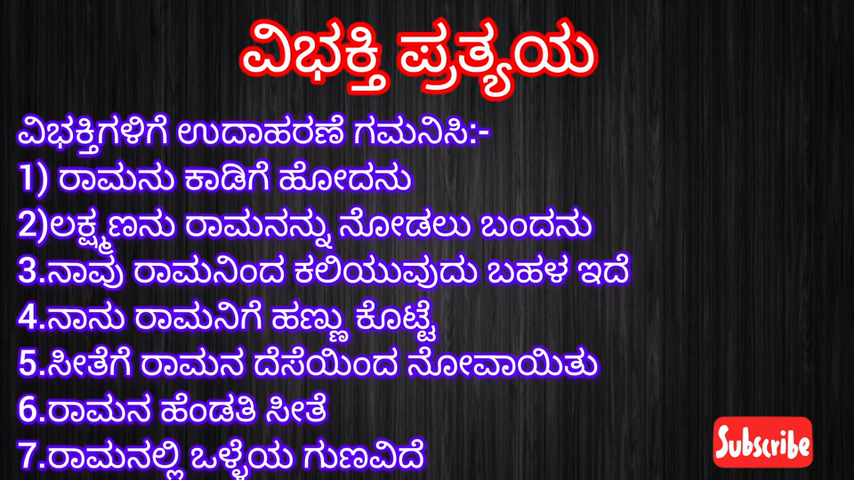 ವಿಭಕ್ತಿ ಪ್ರತ್ಯಯ
ವಿಭಕ್ತಿಗಳಿಗೆ ಉದಾಹರಣೆ ಗಮನಿಸಿ:-
1) ರಾಮನು ಕಾಡಿಗೆ ಹೋದನು
2)ಲಕ್ಷ್ಮಣನು ರಾಮನನ್ನು ನೋಡಲು ಬಂದನು
3.ನಾವು ರಾಮನಿಂದ ಕಲಿಯುವುದು ಬಹಳ ಇದೆ
4.ನಾನು ರಾಮನಿಗೆ ಹಣ್ಣು ಕೊಟ್ಟೆ
5.ಸೀತೆಗೆ ರಾಮನ ದೆಸೆಯಿಂದ ನೋವಾಯಿತು
6.ರಾಮನ ಹೆಂಡತಿ ಸೀತೆ
7.ರಾಮನಲ್ಲಿ ಒಳ್ಳೆಯ ಗುಣವಿದೆ
Subscribe